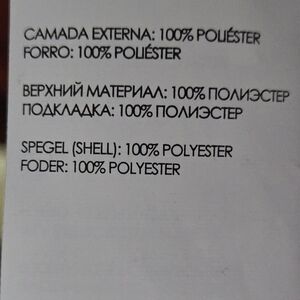 CAMADA EXTERNA: 100% POLIÉSTER
FORRO: 100% POLIÉSTER
ВЕРХНИЙ МАТЕРИАЛ: 100% ПОЛИЭСТЕР
ПОДКЛАДКА: 100% ПОЛИЭСТЕР
SPEGEL (SHELL): 100% POLYESTER
FODER: 100% POLYESTER